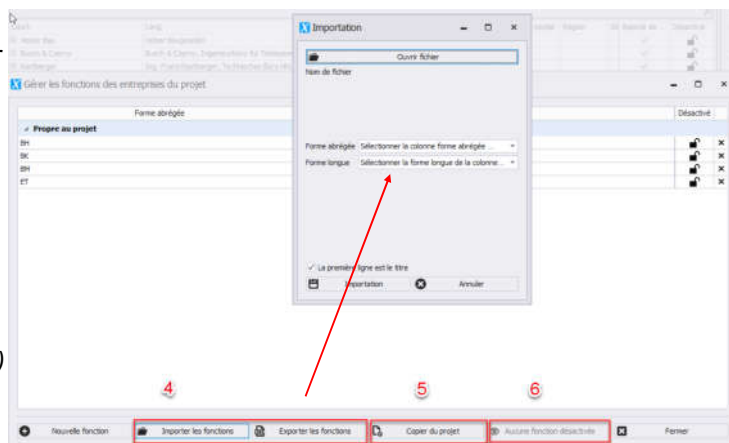 Importation
Ouvrir fichier
Nom de fichier
Gérer les fonctions des entreprises du projet
Forme abrégée
Désactivé
Propre au projet
BH
BK
BH
ET
Forme abrégée Sélectionner la colonne forme abrégée ...
Forme longue Sélectionner la forme longue de la colonne...
La première ligne est le titre
Importation Annuler
4 5 6
Nouvelle fonction Importer les fonctions Exporter les fonctions Copier du projet Aucune fonction désactivée Fermer